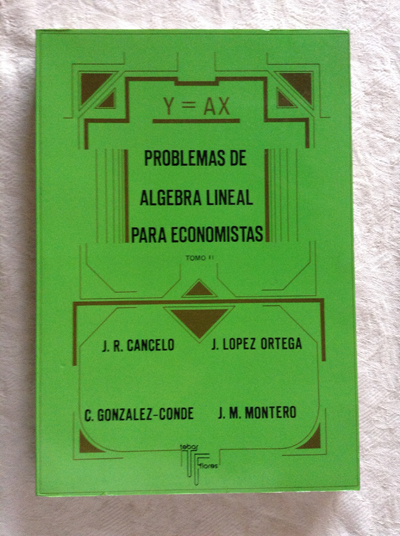 Y = AX
PROBLEMAS DE
ALGEBRA LINEAL
PARA ECONOMISTAS
TOMO II
J. R. CANCELO
J. LOPEZ ORTEGA
C. GONZALEZ-CONDE
J. M. MONTERO
tebar
flores